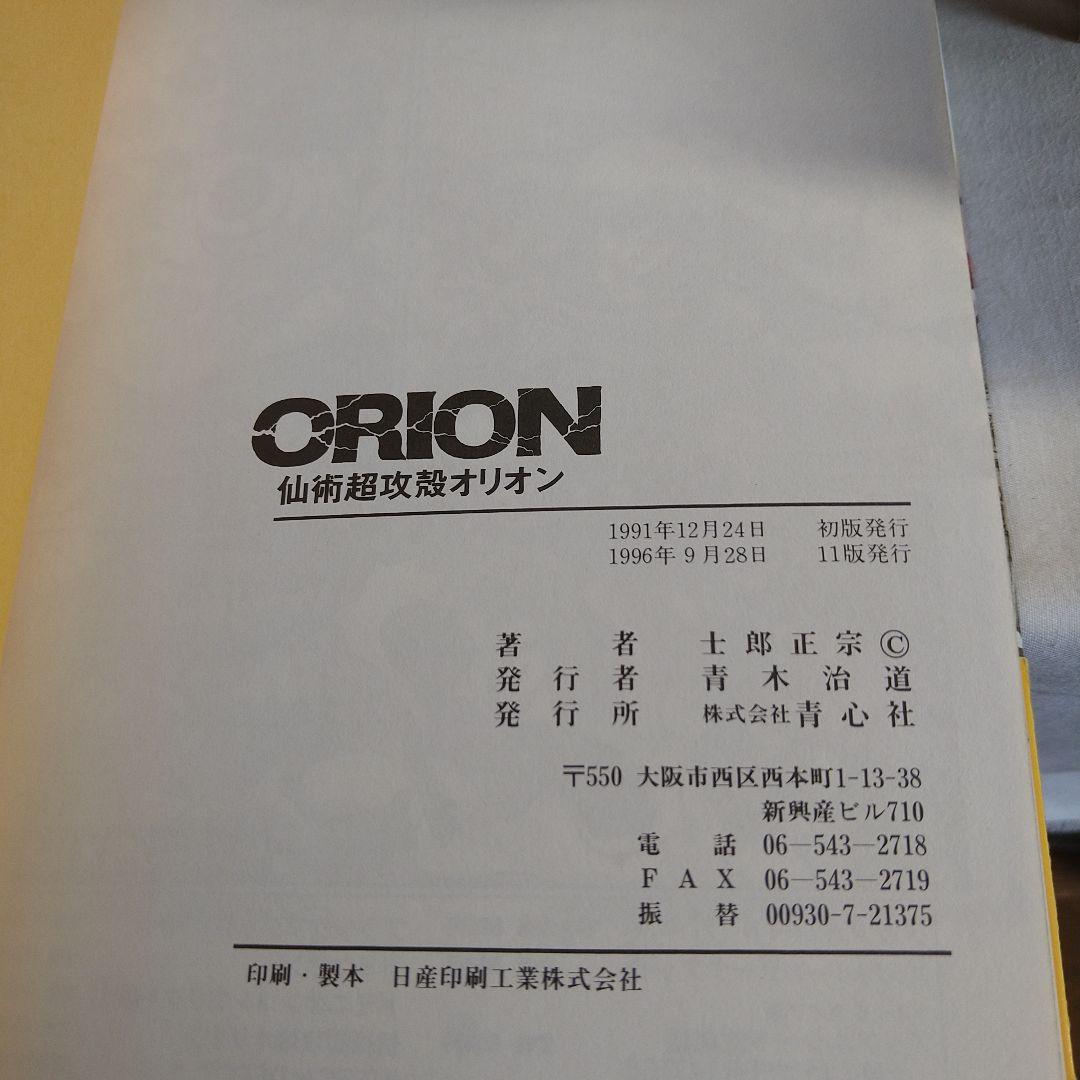 ORION
仙術超攻殻オリオン
1991年12月24日 初版発行
1996年9月28日 11版発行
著者 士郎正宗©
発行者 青木治道
発行所 株式会社青心社
〒550 大阪市西区西本町1-13-38
新興産ビル710
電話 06―543―2718
FAX 06―543―2719
振替 00930-7-21375
印刷・製本 日産印刷工業株式会社